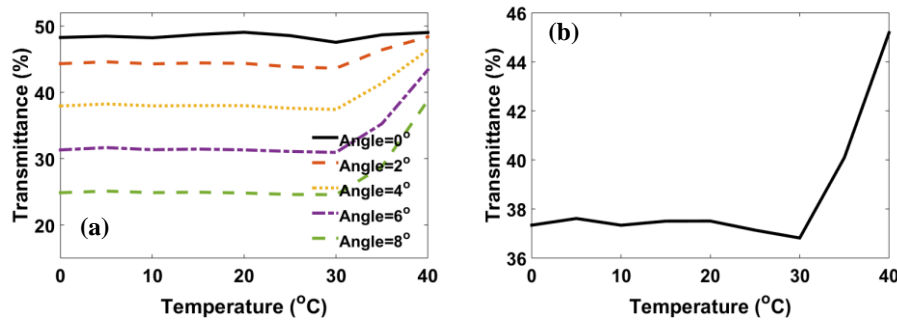 50
40
30
20
Transmittance (%)
Angle=0°
Angle=2°
Angle=4°
Angle=6°
Angle=8°
(a)
0 10 20 30 40
Temperature (°C)
46
44
42
40
38
36
Transmittance (%)
(b)
0 10 20 30 40
Temperature (°C)